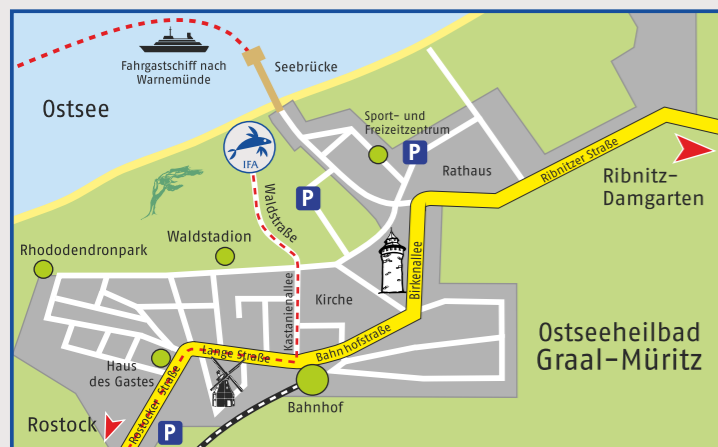 Fahrgastschiff nach
Warnemünde
Seebrücke
Ostsee
Sport- und
Freizeitzentrum
P
IFA
Rathaus
Ribnitzer Straße
Ribnitz-
Damgarten
P
Waldstraße
Waldstadion
Rhododendronpark
Birkenallee
Kirche
Kastanienallee
Ostseeheilbad
Graal-Müritz
Bahnhofstraße
Lange Straße
Haus
des Gastes
Rostocker Straße
Bahnhof
Rostock
P